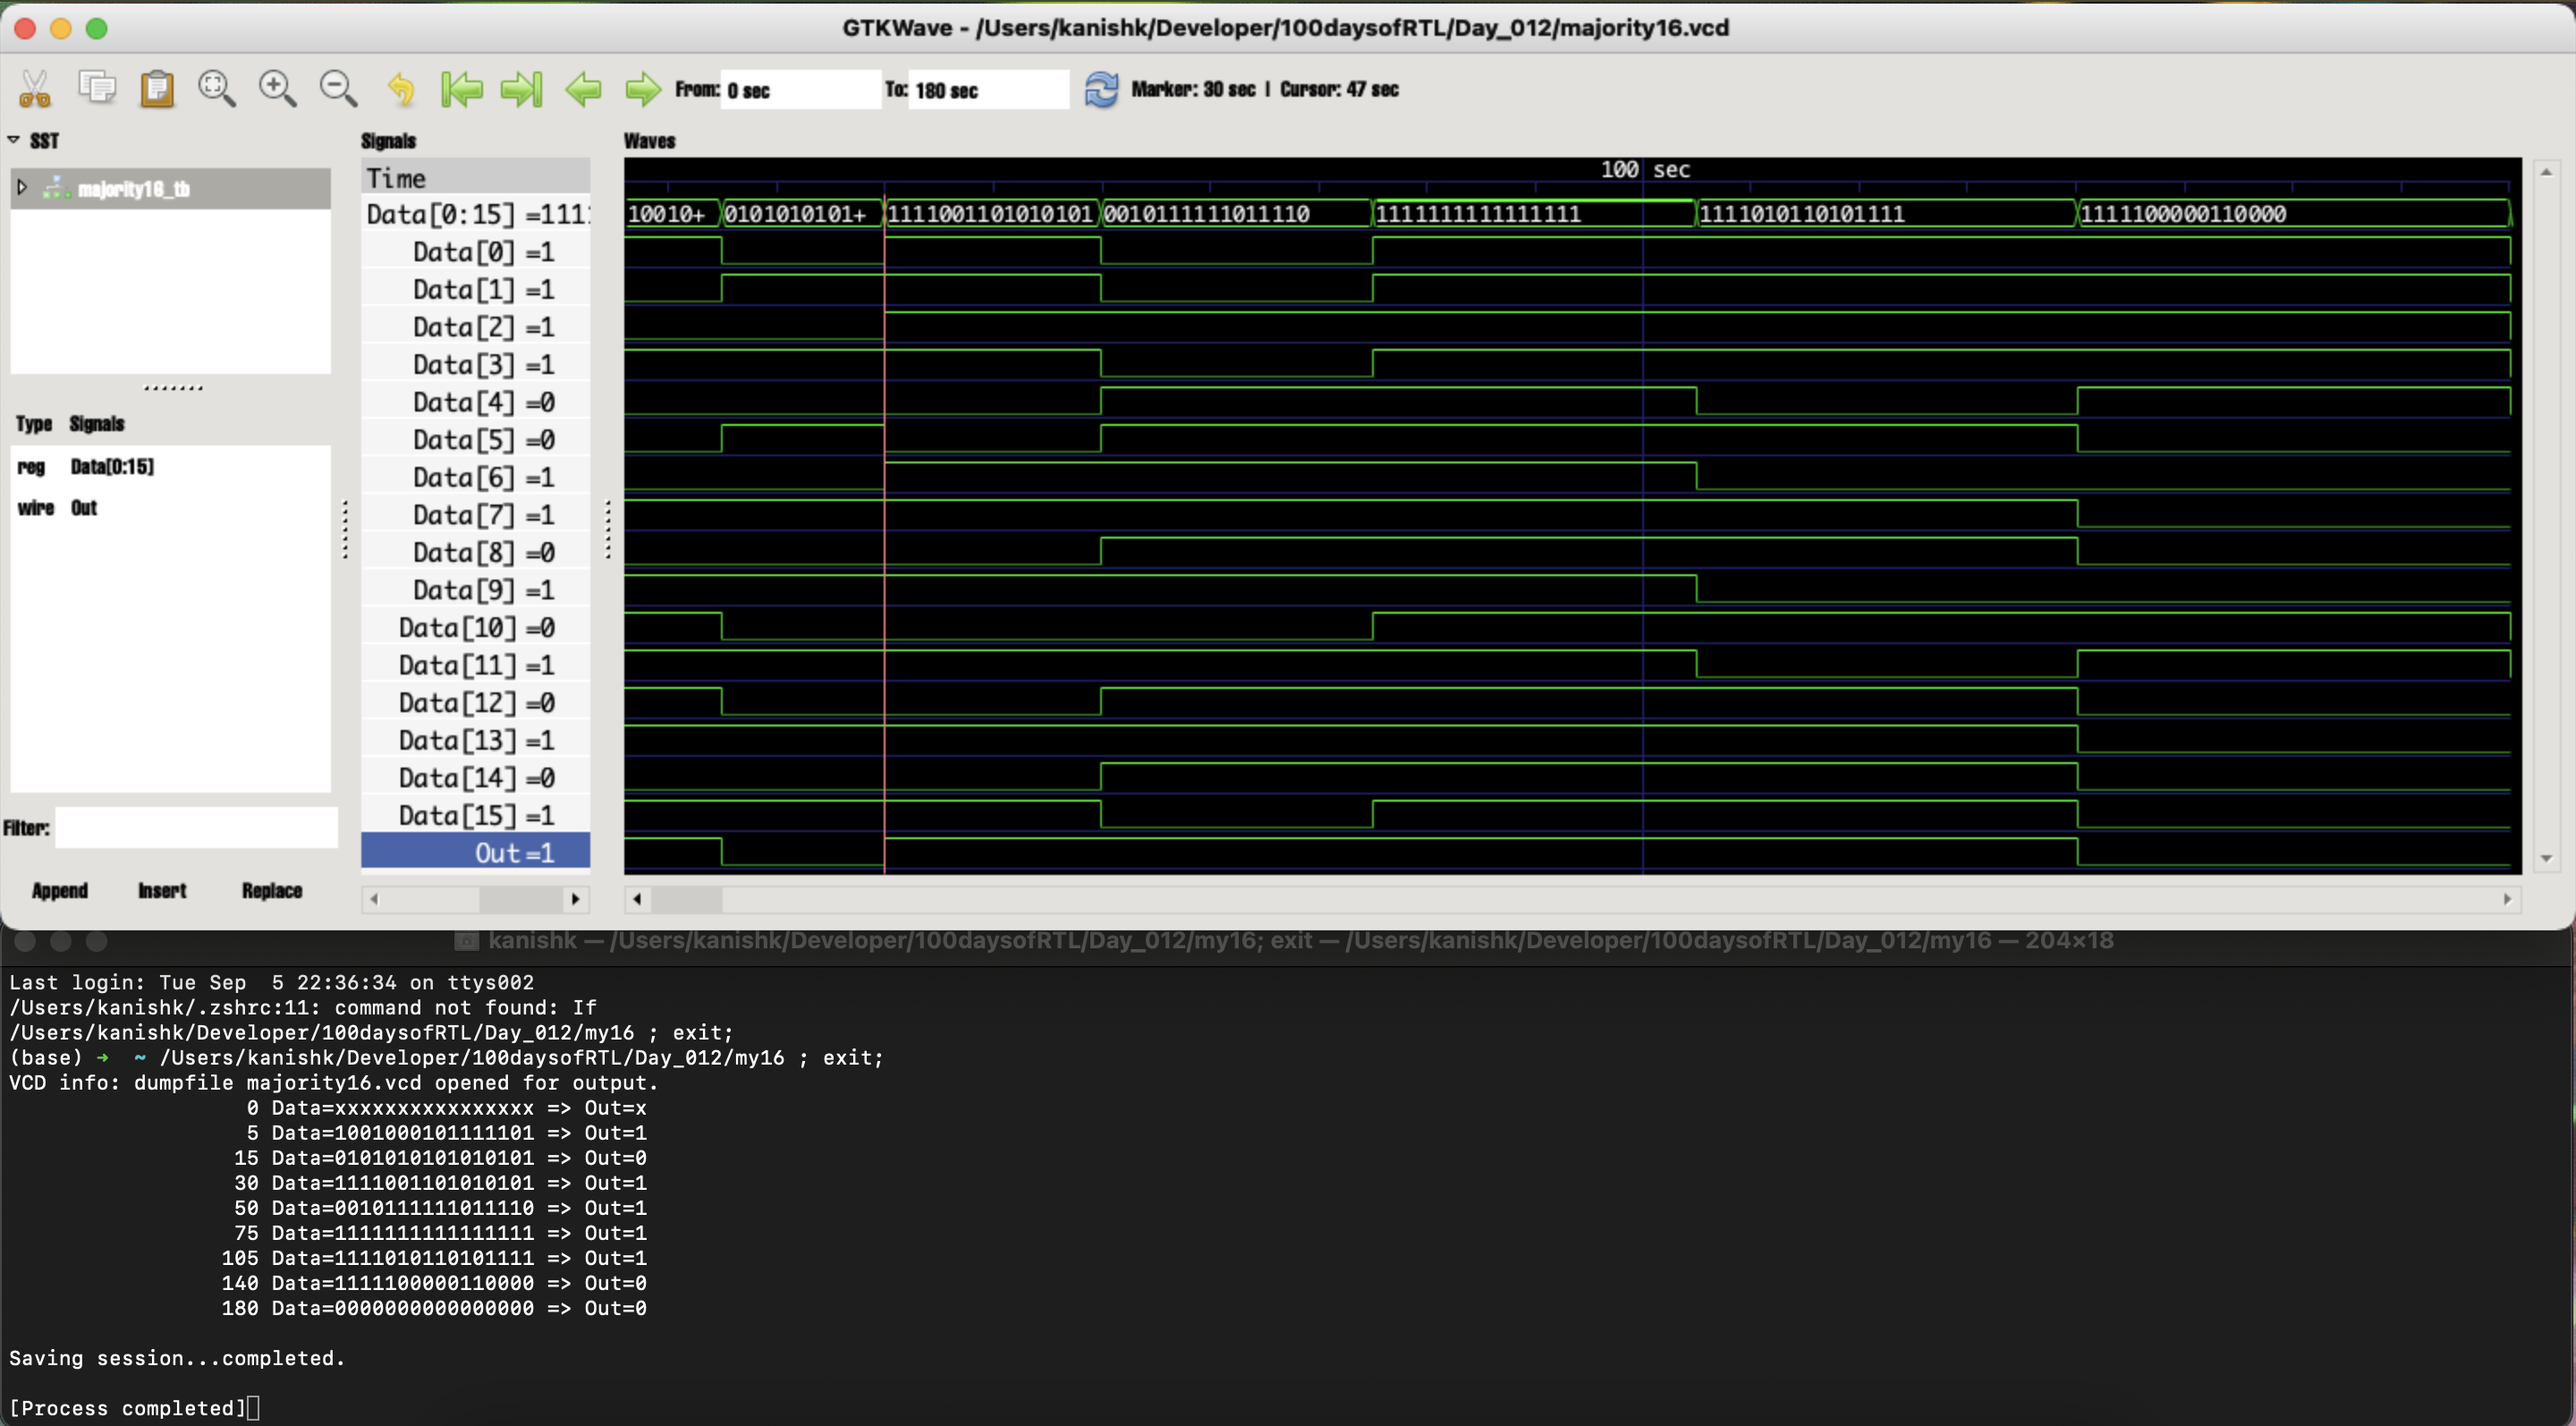 GTKWave - /Users/kanishk/Developer/100daysofRTL/Day_012/majority16.vcd
From: 0 sec To: 180 sec Marker: 30 sec | Cursor: 47 sec
SST
majority16_tb
Type Signals
reg Data[0:15]
wire Out
Filter:
Append Insert Replace
Signals
Time
Data[0:15] =111
Data[0] =1
Data[1] =1
Data[2] =1
Data[3] =1
Data[4] =0
Data[5] =0
Data[6] =1
Data[7] =1
Data[8] =0
Data[9] =1
Data[10] =0
Data[11] =1
Data[12] =0
Data[13] =1
Data[14] =0
Data[15] =1
Out =1
Waves
100 sec
10010+ 0101010101+ 1111001101010101 0010111111011110 1111111111111111 1111010110101111 1111100000110000
kanishk — /Users/kanishk/Developer/100daysofRTL/Day_012/my16; exit — /Users/kanishk/Developer/100daysofRTL/Day_012/my16 — 204×18
Last login: Tue Sep  5 22:36:34 on ttys002
/Users/kanishk/.zshrc:11: command not found: If
/Users/kanishk/Developer/100daysofRTL/Day_012/my16 ; exit;
(base) ➜  ~ /Users/kanishk/Developer/100daysofRTL/Day_012/my16 ; exit;
VCD info: dumpfile majority16.vcd opened for output.
0 Data=xxxxxxxxxxxxxxxx => Out=x
5 Data=1001000101111101 => Out=1
15 Data=0101010101010101 => Out=0
30 Data=1111001101010101 => Out=1
50 Data=0010111111011110 => Out=1
75 Data=1111111111111111 => Out=1
105 Data=1111010110101111 => Out=1
140 Data=1111100000110000 => Out=0
180 Data=0000000000000000 => Out=0
Saving session...completed.
[Process completed]